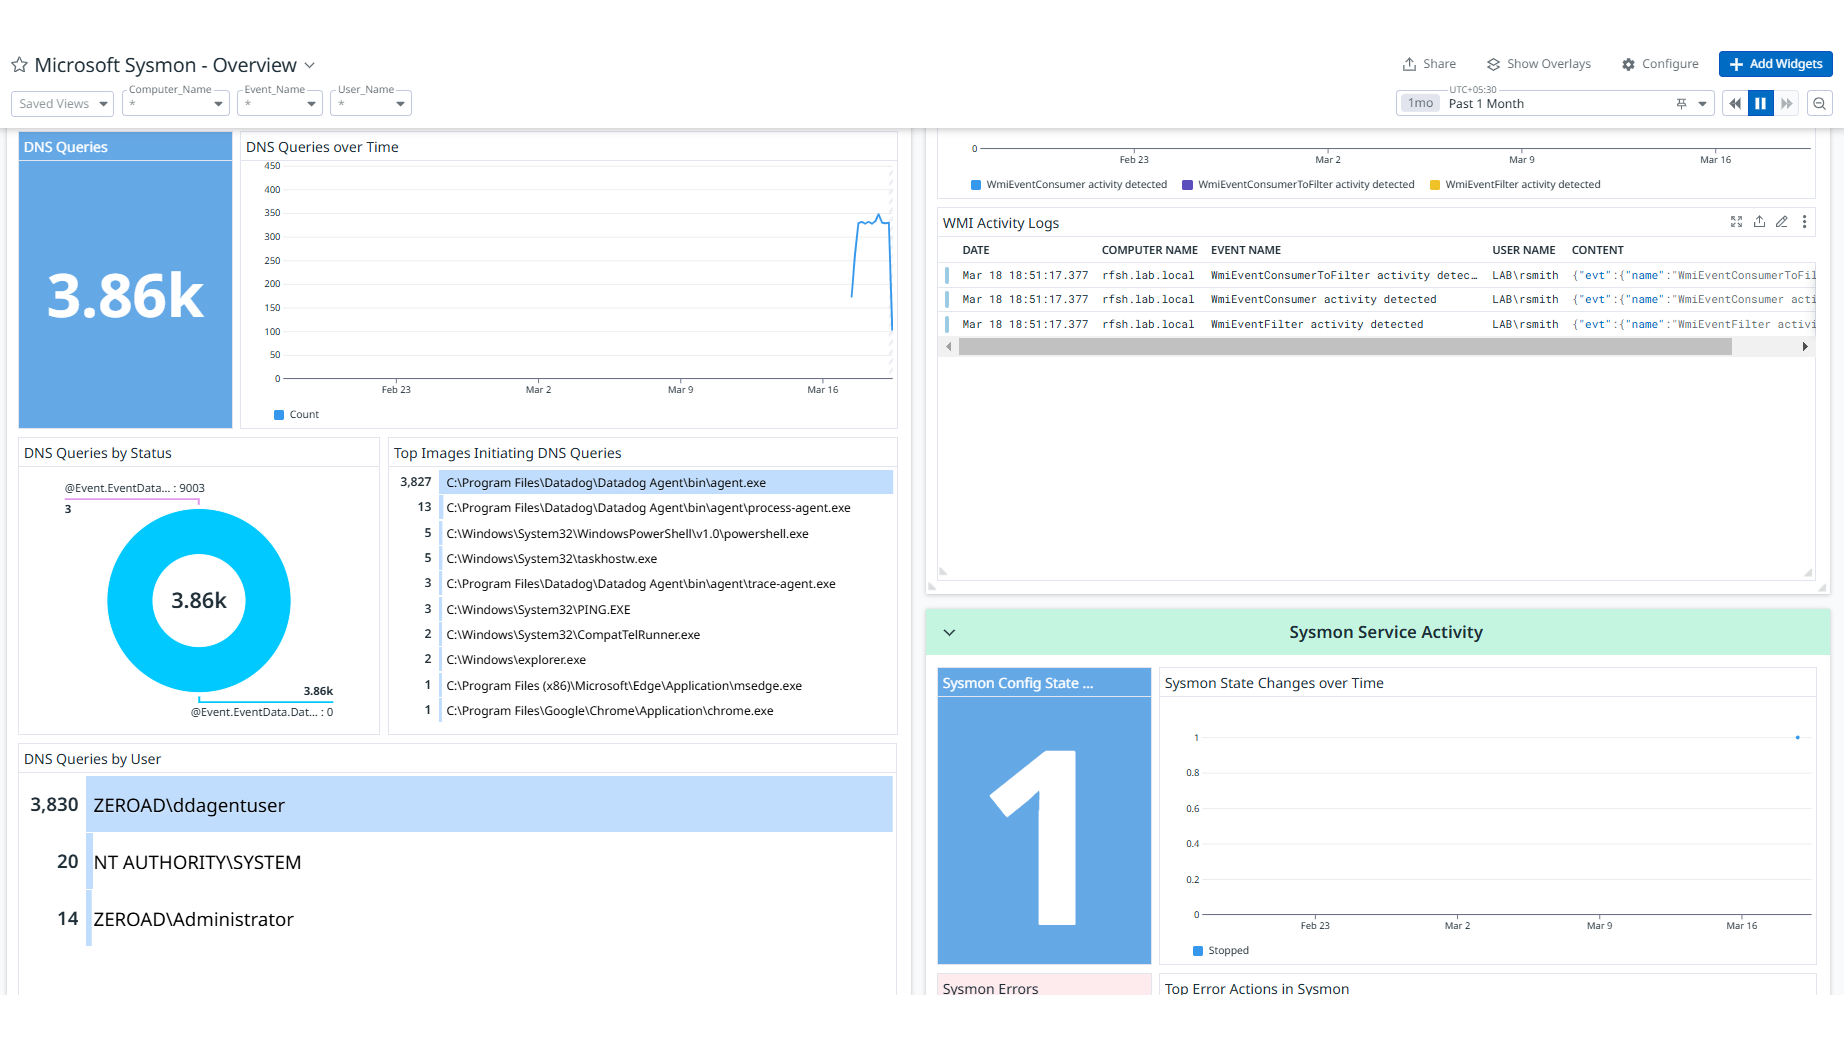 Microsoft Sysmon - Overview
Share
Show Overlays
Configure
Add Widgets
Saved Views
Computer_Name
*
Event_Name
*
User_Name
*
UTC+05:30
1mo Past 1 Month
DNS Queries
3.86k
DNS Queries over Time
450
400
350
300
250
200
150
100
50
0
Feb 23 Mar 2 Mar 9 Mar 16
Count
DNS Queries by Status
@Event.EventData... : 9003
3
3.86k
3.86k
@Event.EventData.Dat... : 0
Top Images Initiating DNS Queries
3,827 C:\Program Files\Datadog\Datadog Agent\bin\agent.exe
13 C:\Program Files\Datadog\Datadog Agent\bin\agent\process-agent.exe
5 C:\Windows\System32\WindowsPowerShell\v1.0\powershell.exe
5 C:\Windows\System32\taskhostw.exe
3 C:\Program Files\Datadog\Datadog Agent\bin\agent\trace-agent.exe
3 C:\Windows\System32\PING.EXE
2 C:\Windows\System32\CompatTelRunner.exe
2 C:\Windows\explorer.exe
1 C:\Program Files (x86)\Microsoft\Edge\Application\msedge.exe
1 C:\Program Files\Google\Chrome\Application\chrome.exe
DNS Queries by User
3,830 ZEROAD\ddagentuser
20 NT AUTHORITY\SYSTEM
14 ZEROAD\Administrator
0
Feb 23 Mar 2 Mar 9 Mar 16
WmiEventConsumer activity detected WmiEventConsumerToFilter activity detected WmiEventFilter activity detected
WMI Activity Logs
DATE COMPUTER NAME EVENT NAME USER NAME CONTENT
Mar 18 18:51:17.377 rfsh.lab.local WmiEventConsumerToFilter activity detec... LAB\rsmith {"evt":{"name":"WmiEventConsumerToFil
Mar 18 18:51:17.377 rfsh.lab.local WmiEventConsumer activity detected LAB\rsmith {"evt":{"name":"WmiEventConsumer acti
Mar 18 18:51:17.377 rfsh.lab.local WmiEventFilter activity detected LAB\rsmith {"evt":{"name":"WmiEventFilter activi
Sysmon Service Activity
Sysmon Config State ...
1
Sysmon State Changes over Time
1
0.8
0.6
0.4
0.2
0
Feb 23 Mar 2 Mar 9 Mar 16
Stopped
Sysmon Errors
Top Error Actions in Sysmon